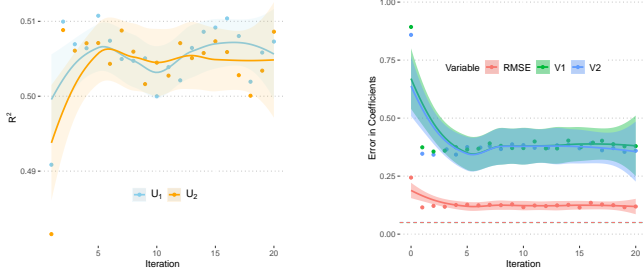 0.51
0.50
0.49
R²
5
10
15
20
Iteration
U₁ U₂
1.00
0.75
0.50
0.25
0.00
Error in Coefficients
Variable RMSE V1 V2
0
5
10
15
20
Iteration